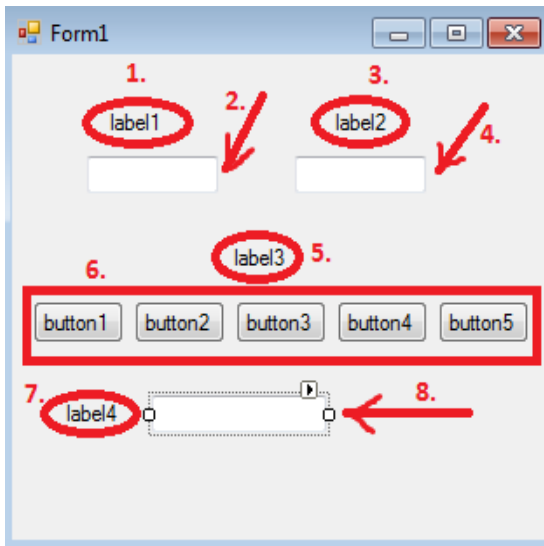 Form1
1. 3.
2.
label1 label2
4.
label3 5.
6.
button1 button2 button3 button4 button5
7. 8.
label4